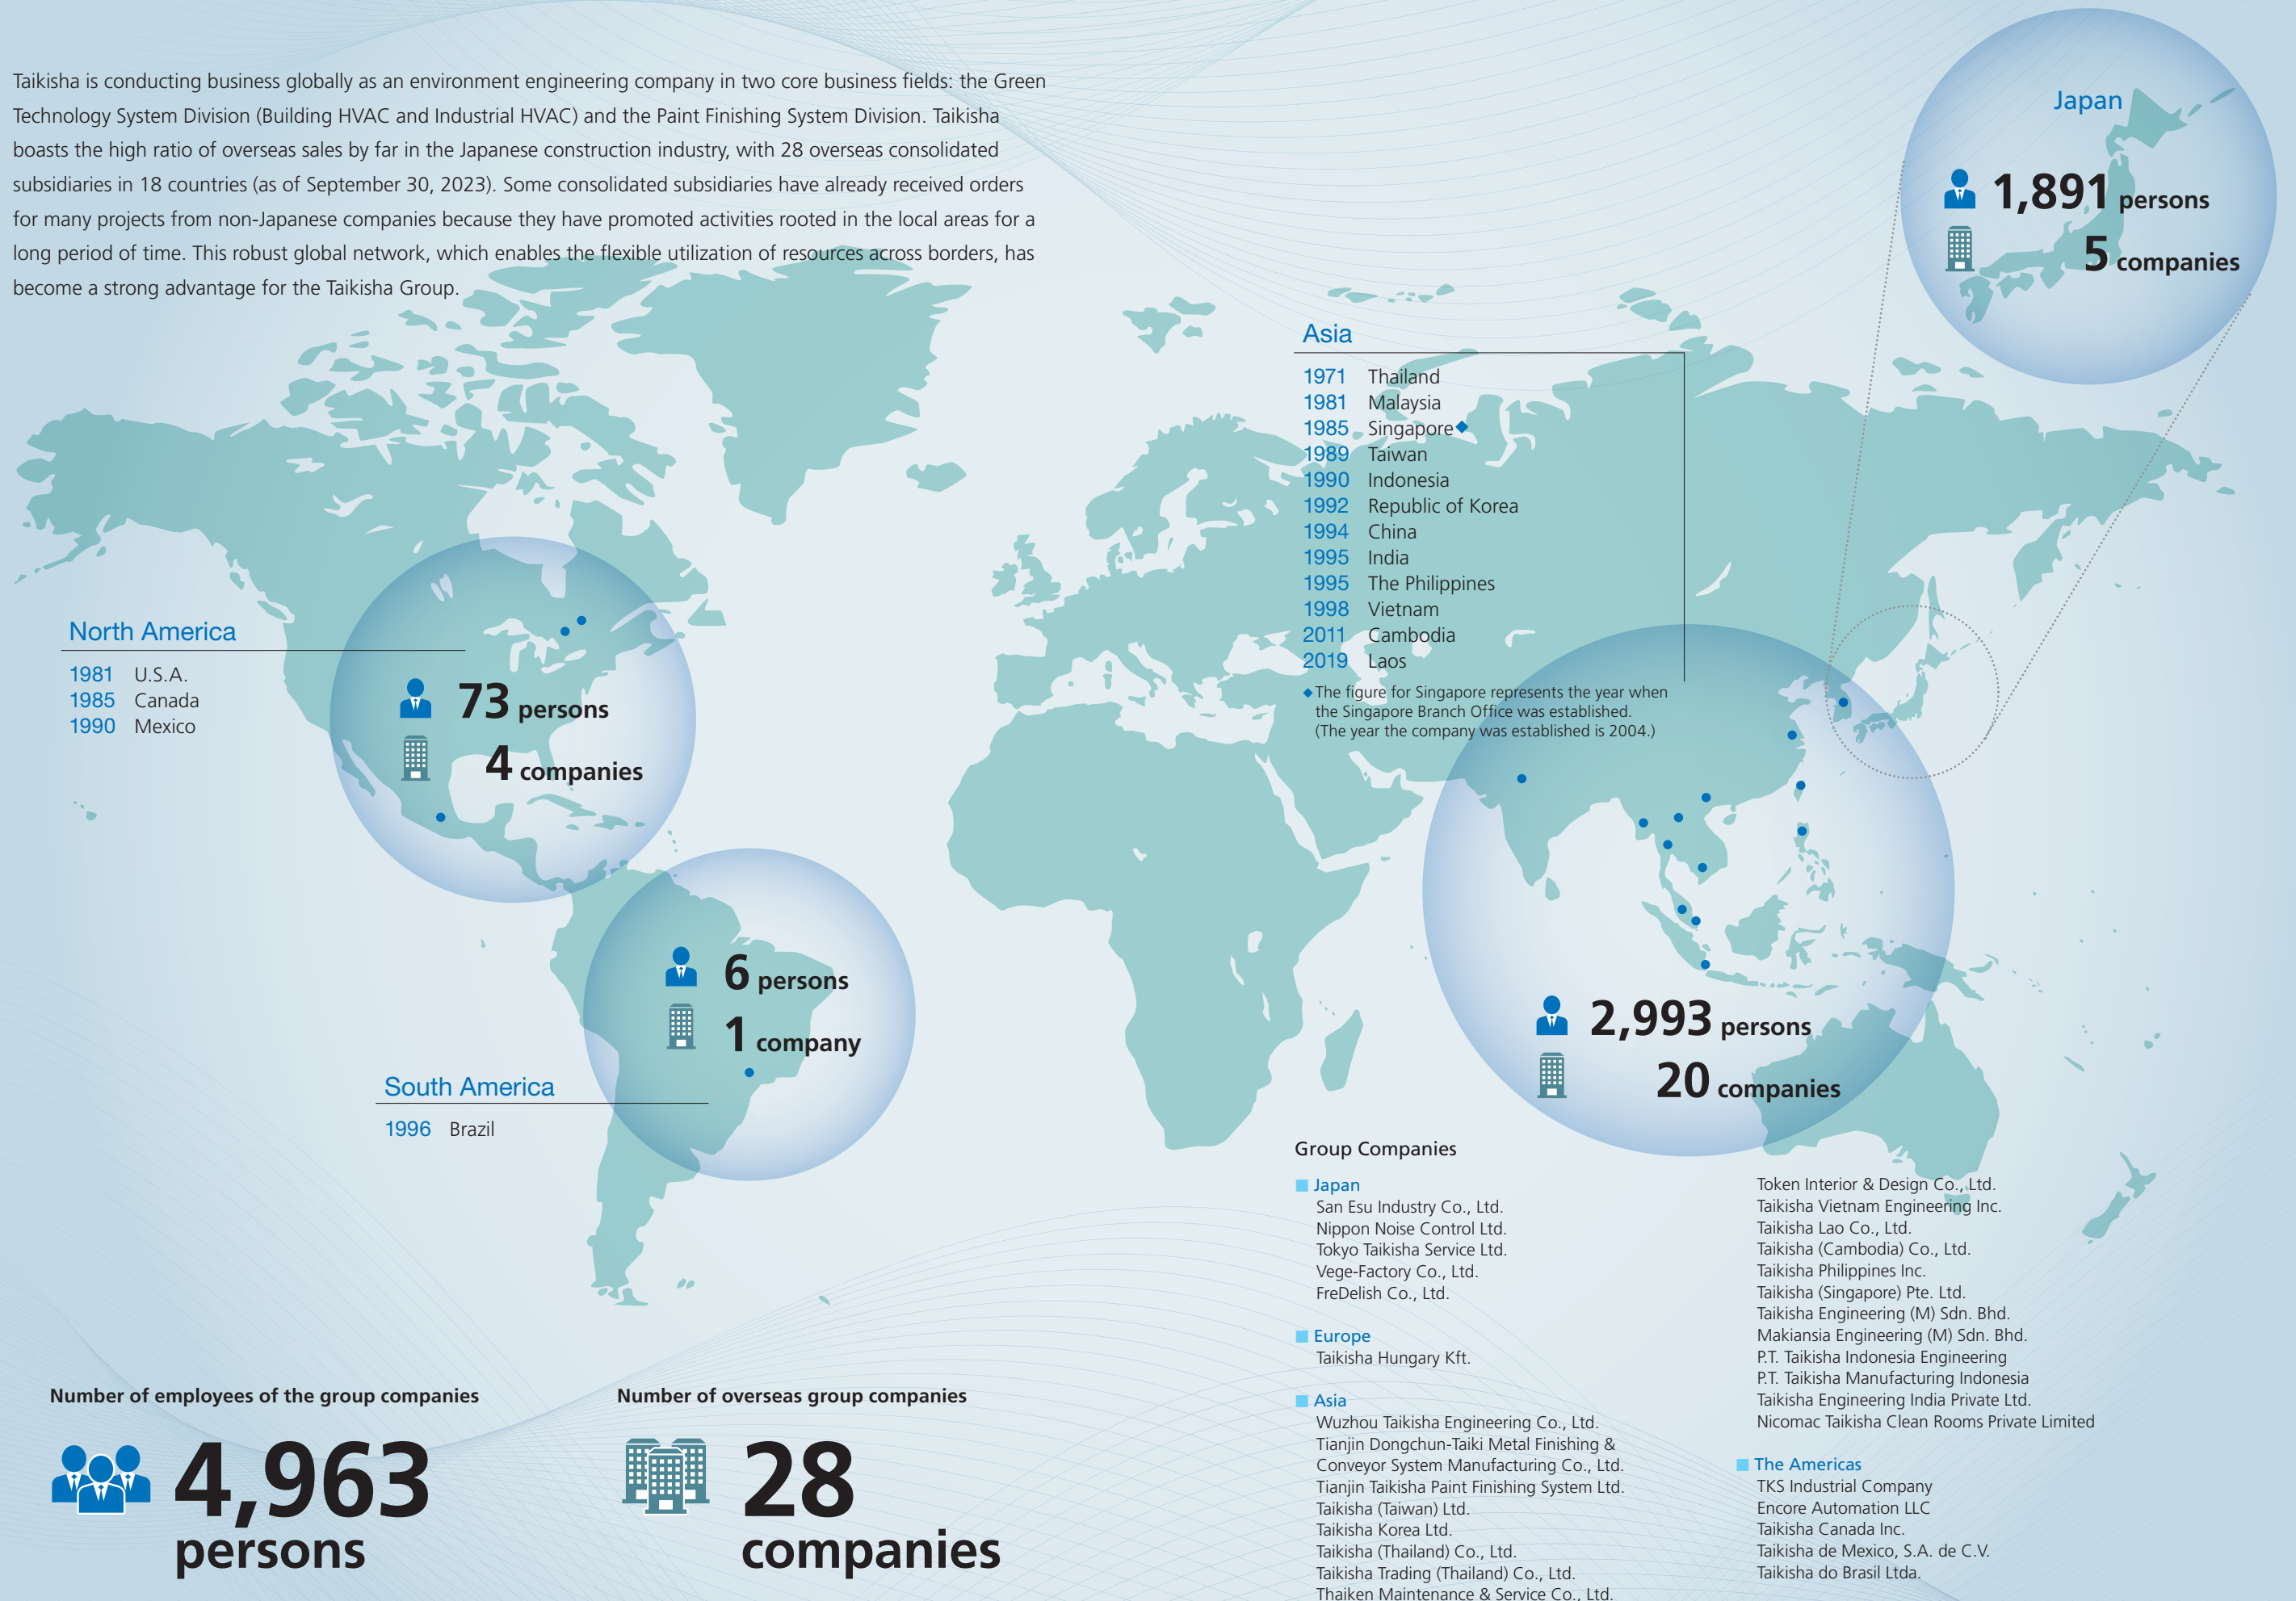 Taikisha is conducting business globally as an environment engineering company in two core business fields: the Green
Technology System Division (Building HVAC and Industrial HVAC) and the Paint Finishing System Division. Taikisha
boasts the high ratio of overseas sales by far in the Japanese construction industry, with 28 overseas consolidated
subsidiaries in 18 countries (as of September 30, 2023). Some consolidated subsidiaries have already received orders
for many projects from non-Japanese companies because they have promoted activities rooted in the local areas for a
long period of time. This robust global network, which enables the flexible utilization of resources across borders, has
become a strong advantage for the Taikisha Group.
Japan
1,891 persons
5 companies
Asia
1971 Thailand
1981 Malaysia
1985 Singapore◆
1989 Taiwan
1990 Indonesia
1992 Republic of Korea
1994 China
1995 India
1995 The Philippines
1998 Vietnam
2011 Cambodia
2019 Laos
◆The figure for Singapore represents the year when
the Singapore Branch Office was established.
(The year the company was established is 2004.)
2,993 persons
20 companies
North America
1981 U.S.A.
1985 Canada
1990 Mexico
73 persons
4 companies
6 persons
1 company
South America
1996 Brazil
Number of employees of the group companies
4,963
persons
Number of overseas group companies
28
companies
Group Companies
Japan
San Esu Industry Co., Ltd.
Nippon Noise Control Ltd.
Tokyo Taikisha Service Ltd.
Vege-Factory Co., Ltd.
FreDelish Co., Ltd.
Europe
Taikisha Hungary Kft.
Asia
Wuzhou Taikisha Engineering Co., Ltd.
Tianjin Dongchun-Taiki Metal Finishing &
Conveyor System Manufacturing Co., Ltd.
Tianjin Taikisha Paint Finishing System Ltd.
Taikisha (Taiwan) Ltd.
Taikisha Korea Ltd.
Taikisha (Thailand) Co., Ltd.
Taikisha Trading (Thailand) Co., Ltd.
Thaiken Maintenance & Service Co., Ltd.
Token Interior & Design Co., Ltd.
Taikisha Vietnam Engineering Inc.
Taikisha Lao Co., Ltd.
Taikisha (Cambodia) Co., Ltd.
Taikisha Philippines Inc.
Taikisha (Singapore) Pte. Ltd.
Taikisha Engineering (M) Sdn. Bhd.
Makiansia Engineering (M) Sdn. Bhd.
P.T. Taikisha Indonesia Engineering
P.T. Taikisha Manufacturing Indonesia
Taikisha Engineering India Private Ltd.
Nicomac Taikisha Clean Rooms Private Limited
The Americas
TKS Industrial Company
Encore Automation LLC
Taikisha Canada Inc.
Taikisha de Mexico, S.A. de C.V.
Taikisha do Brasil Ltda.